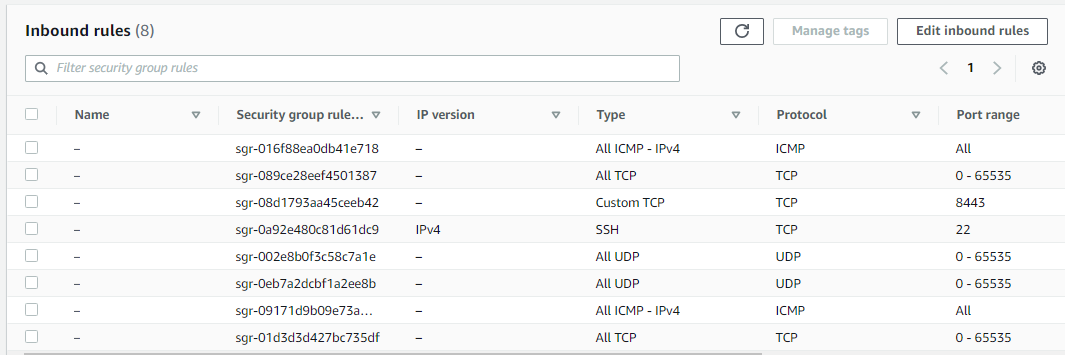 Inbound rules (8) Manage tags Edit inbound rules
Filter security group rules 1
Name Security group rule... IP version Type Protocol Port range
– sgr-016f88ea0db41e718 – All ICMP - IPv4 ICMP All
– sgr-089ce28eef4501387 – All TCP TCP 0 - 65535
– sgr-08d1793aa45ceeb42 – Custom TCP TCP 8443
– sgr-0a92e480c81d61dc9 IPv4 SSH TCP 22
– sgr-002e8b0f3c58c7a1e – All UDP UDP 0 - 65535
– sgr-0eb7a2dcbf1a2ee8b – All UDP UDP 0 - 65535
– sgr-09171d9b09e73a... – All ICMP - IPv4 ICMP All
– sgr-01d3d3d427bc735df – All TCP TCP 0 - 65535